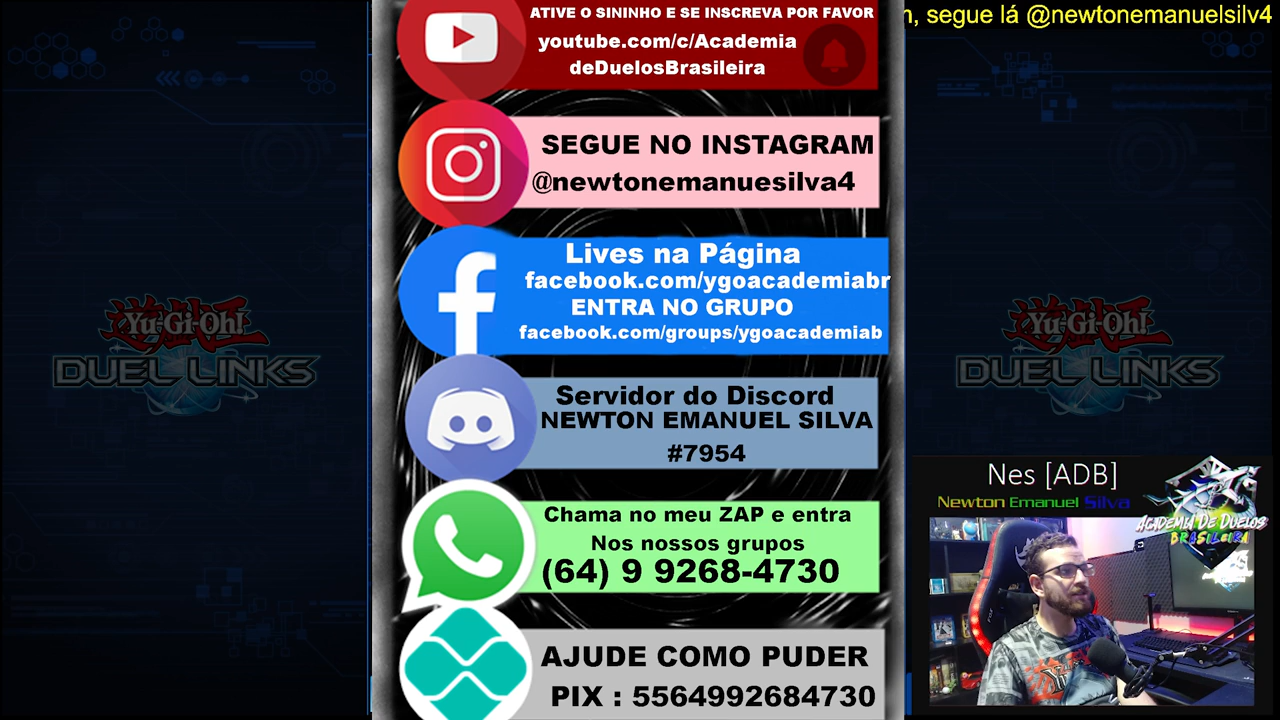 ATIVE O SININHO E SE INSCREVA POR FAVOR
youtube.com/c/Academia
deDuelosBrasileira
, segue lá @newtonemanuelsilv4
SEGUE NO INSTAGRAM
@newtonemanuesilva4
Lives na Página
facebook.com/ygoacademiabr
ENTRA NO GRUPO
facebook.com/groups/ygoacademiab
Servidor do Discord
NEWTON EMANUEL SILVA
#7954
Chama no meu ZAP e entra
Nos nossos grupos
(64) 9 9268-4730
AJUDE COMO PUDER
PIX : 5564992684730
Yu-Gi-Oh!
DUEL LINKS
Yu-Gi-Oh!
DUEL LINKS
Nes [ADB]
Newton Emanuel Silva
ACADEMIA DE DUELOS
BRASILEIRA